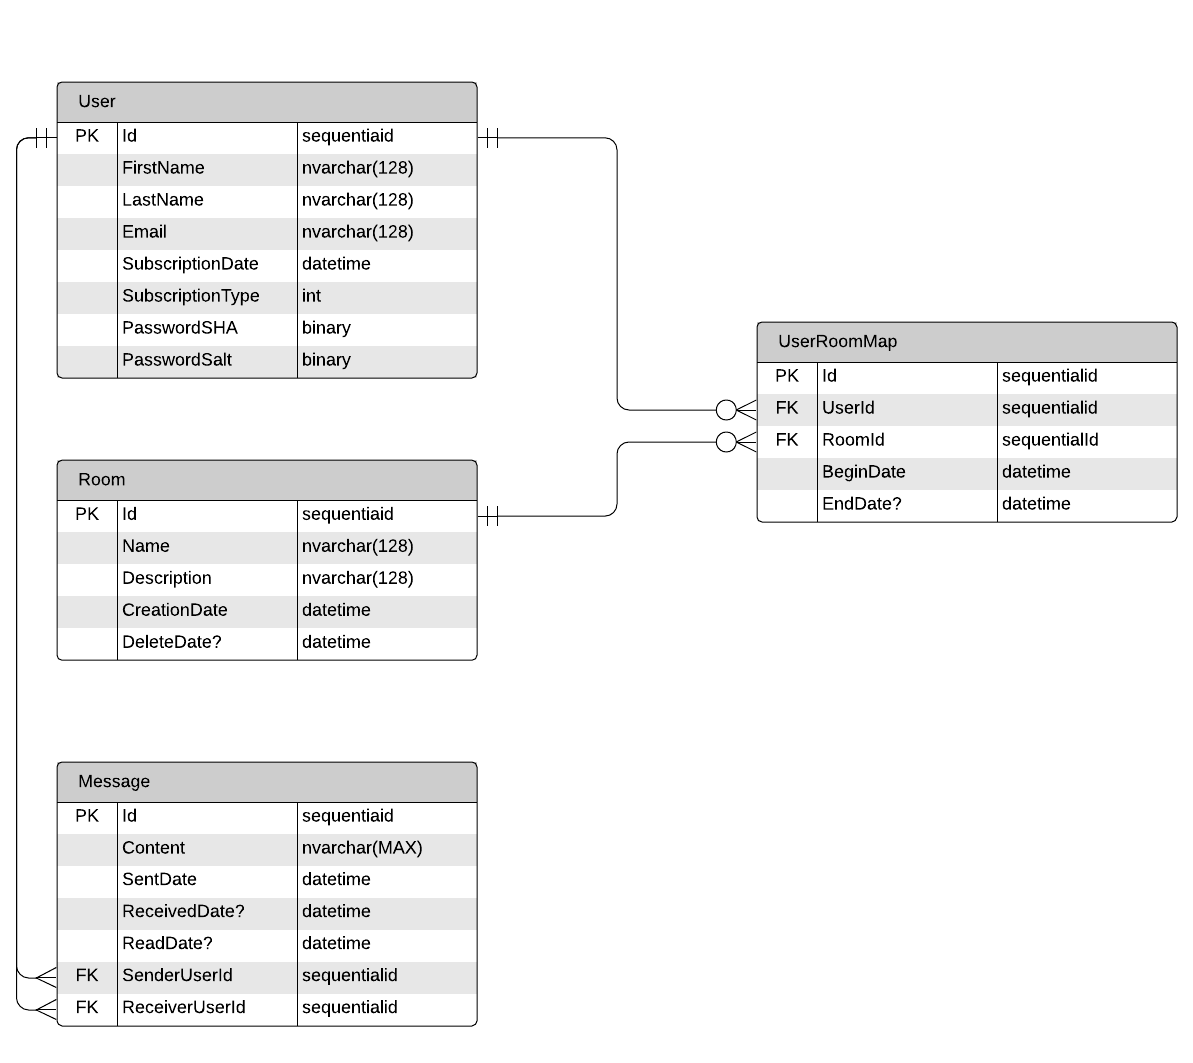 User
PK Id sequentiaid
FirstName nvarchar(128)
LastName nvarchar(128)
Email nvarchar(128)
SubscriptionDate datetime
SubscriptionType int
PasswordSHA binary
PasswordSalt binary
UserRoomMap
PK Id sequentialid
FK UserId sequentialid
FK RoomId sequentialId
BeginDate datetime
EndDate? datetime
Room
PK Id sequentiaid
Name nvarchar(128)
Description nvarchar(128)
CreationDate datetime
DeleteDate? datetime
Message
PK Id sequentiaid
Content nvarchar(MAX)
SentDate datetime
ReceivedDate? datetime
ReadDate? datetime
FK SenderUserId sequentialid
FK ReceiverUserId sequentialid